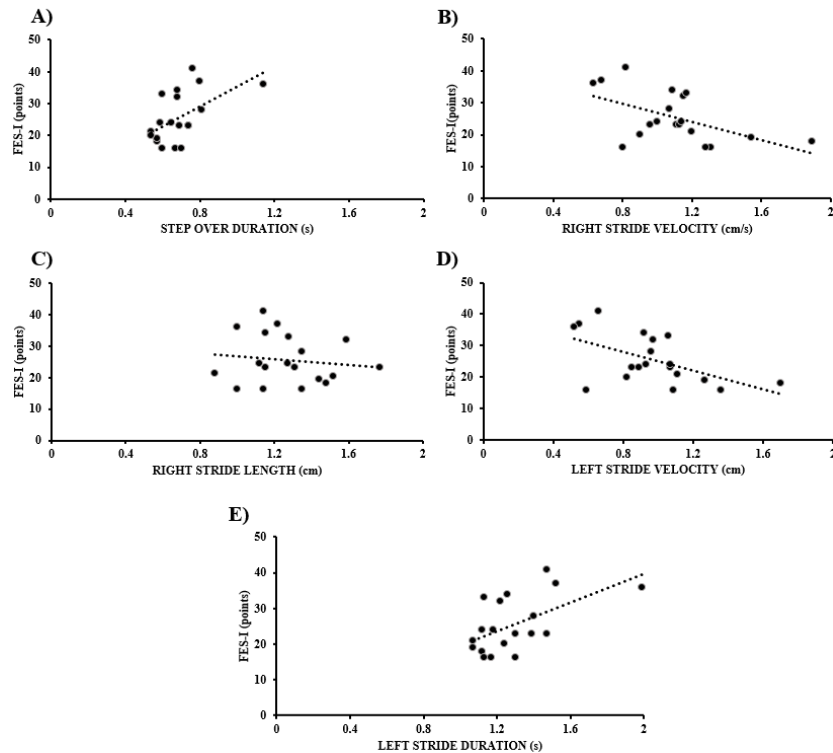 A)
FES-I (points)
50
40
30
20
10
0
0 0.4 0.8 1.2 1.6 2
STEP OVER DURATION (s)
B)
FES-I(points)
50
40
30
20
10
0
0 0.4 0.8 1.2 1.6 2
RIGHT STRIDE VELOCITY (cm/s)
C)
FES-I (points)
50
40
30
20
10
0
0 0.4 0.8 1.2 1.6 2
RIGHT STRIDE LENGTH (cm)
D)
FES-I (points)
50
40
30
20
10
0
0 0.4 0.8 1.2 1.6 2
LEFT STRIDE VELOCITY (cm)
E)
FES-I (points)
50
40
30
20
10
0
0 0.4 0.8 1.2 1.6 2
LEFT STRIDE DURATION (s)